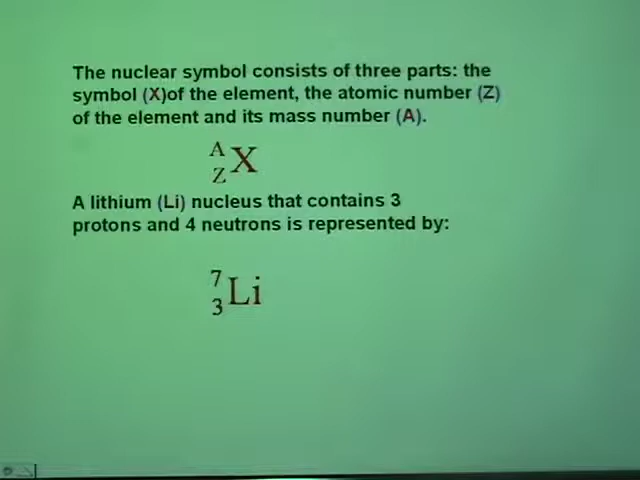 The nuclear symbol consists of three parts: the
symbol (X)of the element, the atomic number (Z)
of the element and its mass number (A).
A
Z X
A lithium (Li) nucleus that contains 3
protons and 4 neutrons is represented by:
7
3 Li